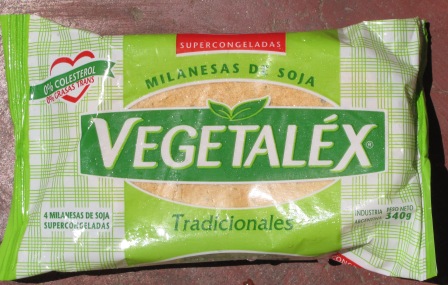 SUPERCONGELADAS
MILANESAS DE SOJA
0% COLESTEROL
0% GRASAS TRANS
VEGETALÉX®
Tradicionales
4 MILANESAS DE SOJA
SUPERCONGELADAS
INDUSTRIA
PESO NETO
340g